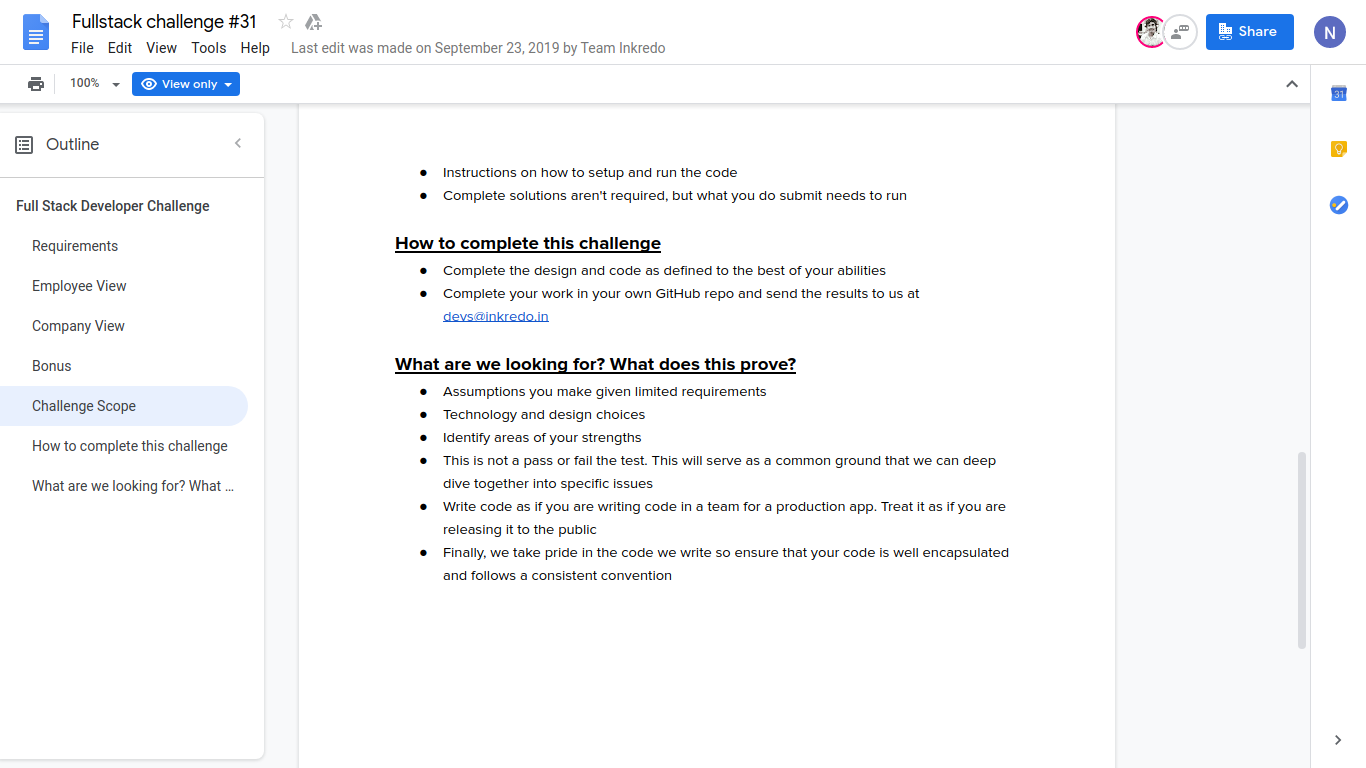 Fullstack challenge #31
File Edit View Tools Help Last edit was made on September 23, 2019 by Team Inkredo
Share
N
100%
View only
31
Outline
Full Stack Developer Challenge
Requirements
Employee View
Company View
Bonus
Challenge Scope
How to complete this challenge
What are we looking for? What ...
● Instructions on how to setup and run the code
● Complete solutions aren't required, but what you do submit needs to run
How to complete this challenge
● Complete the design and code as defined to the best of your abilities
● Complete your work in your own GitHub repo and send the results to us at
devs@inkredo.in
What are we looking for? What does this prove?
● Assumptions you make given limited requirements
● Technology and design choices
● Identify areas of your strengths
● This is not a pass or fail the test. This will serve as a common ground that we can deep
dive together into specific issues
● Write code as if you are writing code in a team for a production app. Treat it as if you are
releasing it to the public
● Finally, we take pride in the code we write so ensure that your code is well encapsulated
and follows a consistent convention